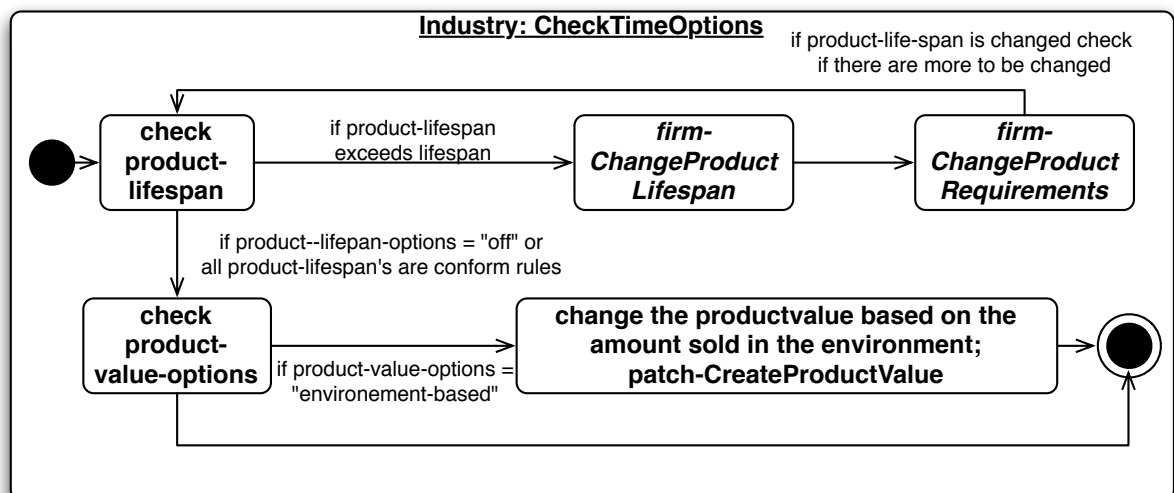 Industry: CheckTimeOptions
if product-life-span is changed check
if there are more to be changed
check
product-
lifespan
if product-lifespan
exceeds lifespan
firm-
ChangeProduct
Lifespan
firm-
ChangeProduct
Requirements
if product--lifepan-options = "off" or
all product-lifespan's are conform rules
check
product-
value-options
if product-value-options =
"environement-based"
change the productvalue based on the
amount sold in the environment;
patch-CreateProductValue